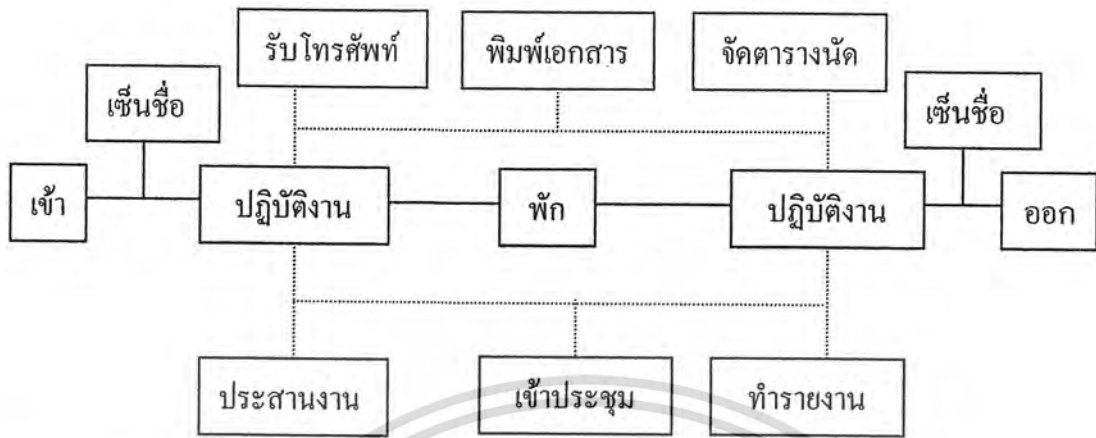 รับโทรศัพท์ พิมพ์เอกสาร จัดตารางนัด
เซ็นชื่อ เซ็นชื่อ
เข้า ปฏิบัติงาน พัก ปฏิบัติงาน ออก
ประสานงาน เข้าประชุม ทำรายงาน